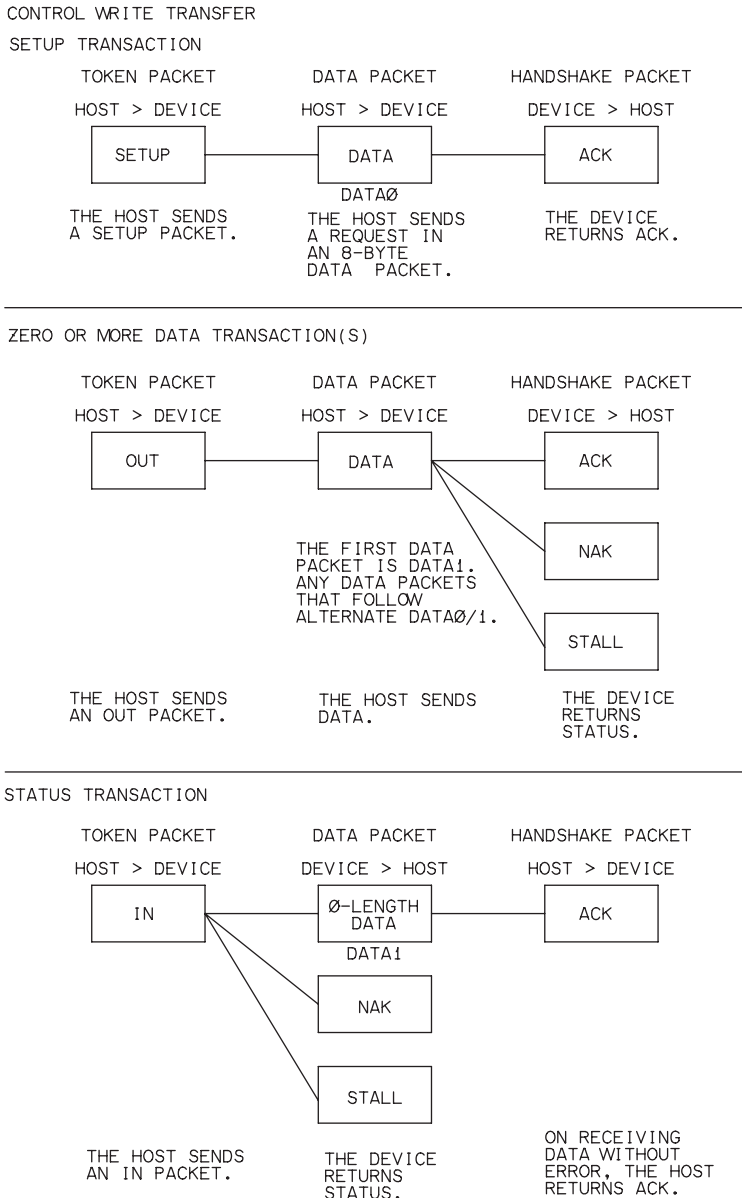 CONTROL WRITE TRANSFER
SETUP TRANSACTION
TOKEN PACKET
DATA PACKET
HANDSHAKE PACKET
HOST > DEVICE
HOST > DEVICE
DEVICE > HOST
SETUP
DATA
ACK
DATAØ
THE HOST SENDS
A SETUP PACKET.
THE HOST SENDS
A REQUEST IN
AN 8-BYTE
DATA PACKET.
THE DEVICE
RETURNS ACK.
ZERO OR MORE DATA TRANSACTION(S)
TOKEN PACKET
DATA PACKET
HANDSHAKE PACKET
HOST > DEVICE
HOST > DEVICE
DEVICE > HOST
OUT
DATA
ACK
NAK
STALL
THE FIRST DATA
PACKET IS DATA1.
ANY DATA PACKETS
THAT FOLLOW
ALTERNATE DATAØ/1.
THE HOST SENDS
AN OUT PACKET.
THE HOST SENDS
DATA.
THE DEVICE
RETURNS
STATUS.
STATUS TRANSACTION
TOKEN PACKET
DATA PACKET
HANDSHAKE PACKET
HOST > DEVICE
DEVICE > HOST
HOST > DEVICE
IN
Ø-LENGTH
DATA
ACK
DATA1
NAK
STALL
THE HOST SENDS
AN IN PACKET.
THE DEVICE
RETURNS
STATUS.
ON RECEIVING
DATA WITHOUT
ERROR, THE HOST
RETURNS ACK.